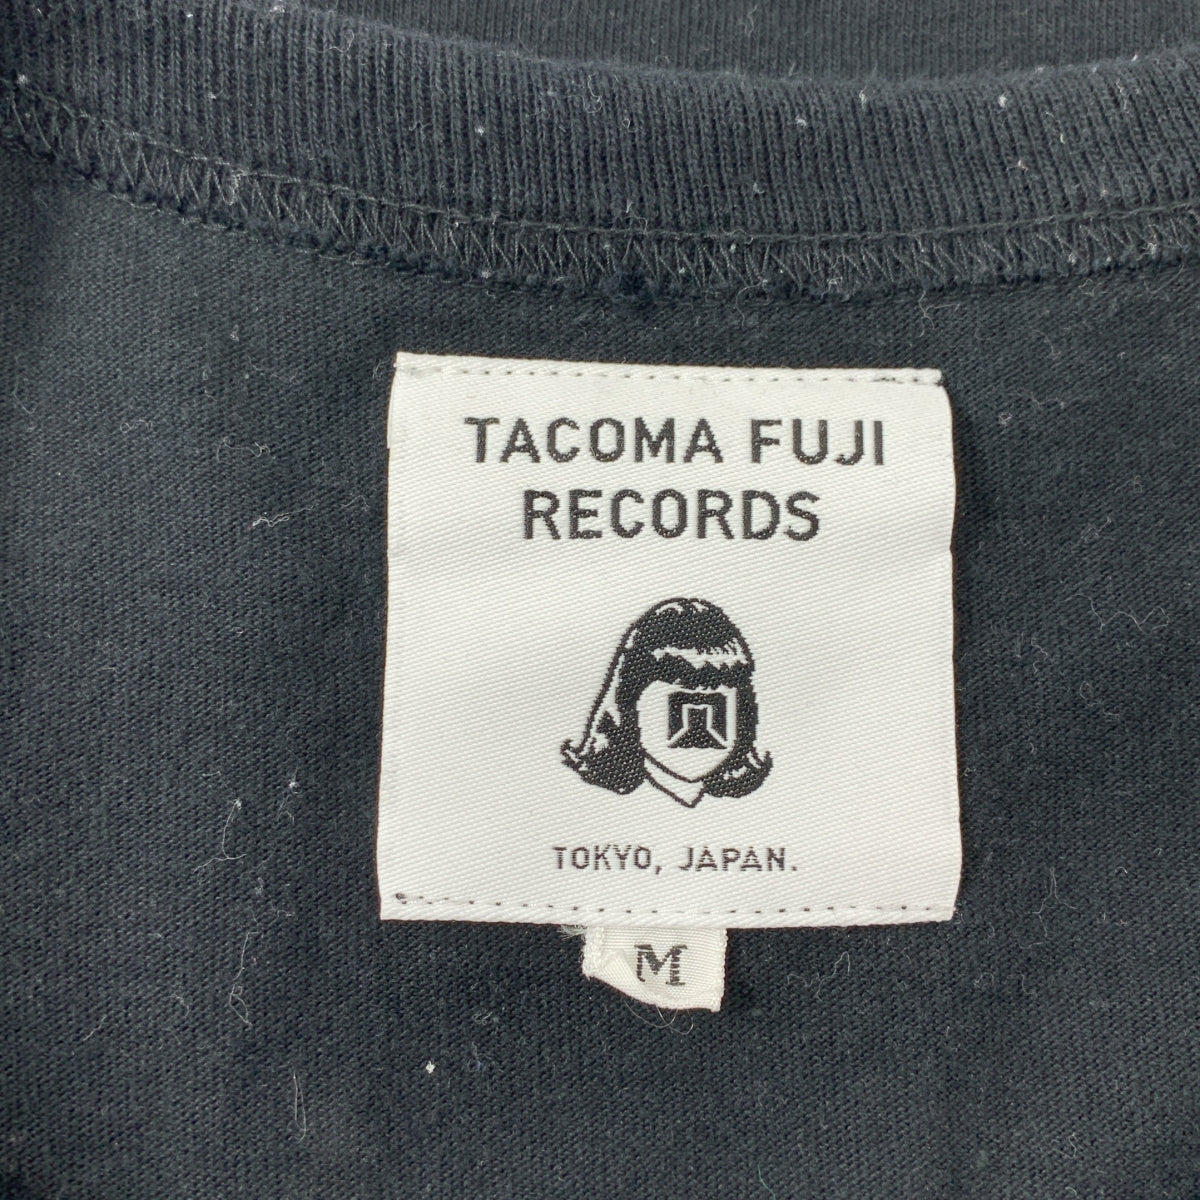 TACOMA FUJI
RECORDS
TOKYO, JAPAN.
M